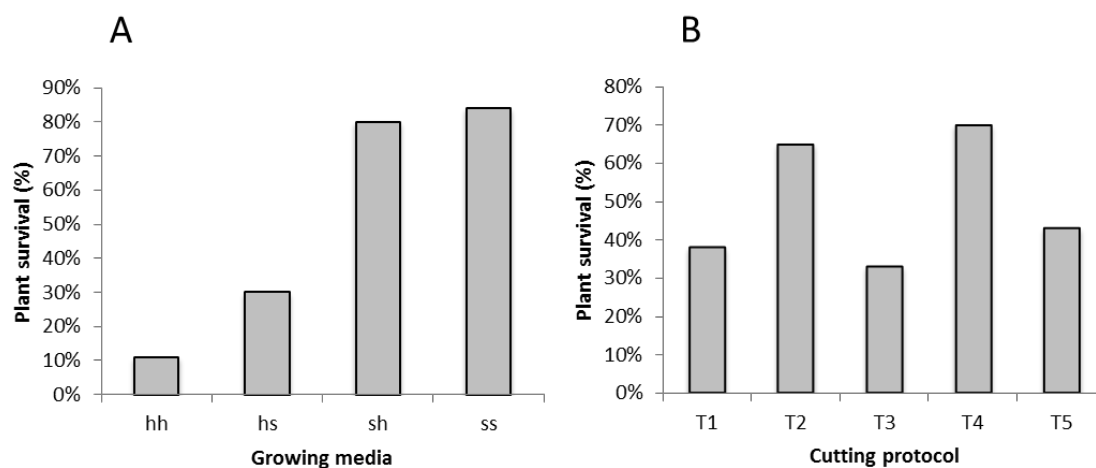 A
Plant survival (%)
90%
80%
70%
60%
50%
40%
30%
20%
10%
0%
hh hs sh ss
Growing media
B
Plant survival (%)
80%
70%
60%
50%
40%
30%
20%
10%
0%
T1 T2 T3 T4 T5
Cutting protocol